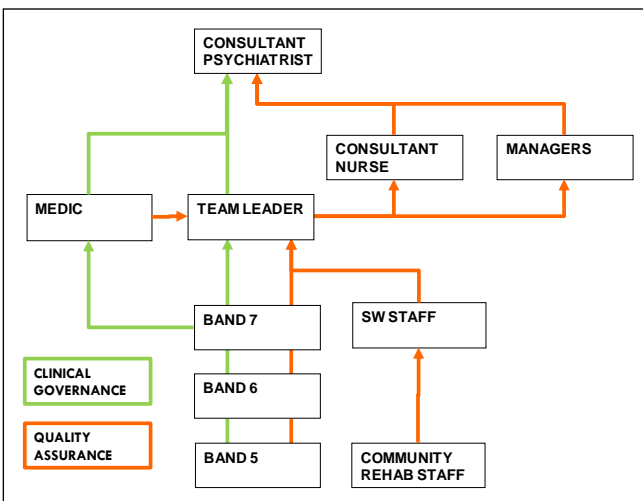 CONSULTANT
PSYCHIATRIST
CONSULTANT
NURSE
MANAGERS
MEDIC
TEAM LEADER
BAND 7
SW STAFF
CLINICAL
GOVERNANCE
BAND 6
QUALITY
ASSURANCE
BAND 5
COMMUNITY
REHAB STAFF